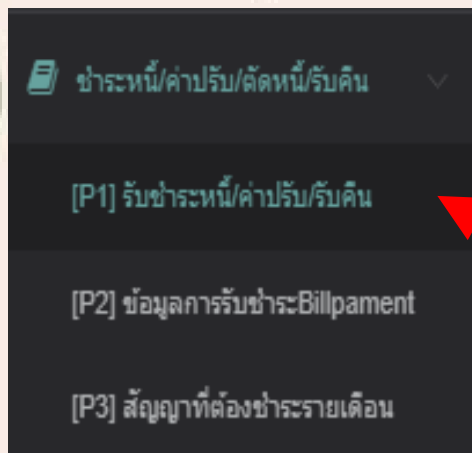 ชำระหนี้/ค่าปรับ/ตัดหนี้/รับคืน
[P1] รับชำระหนี้/ค่าปรับ/รับคืน
[P2] ข้อมูลการรับชำระBillpament
[P3] สัญญาที่ต้องชำระรายเดือน